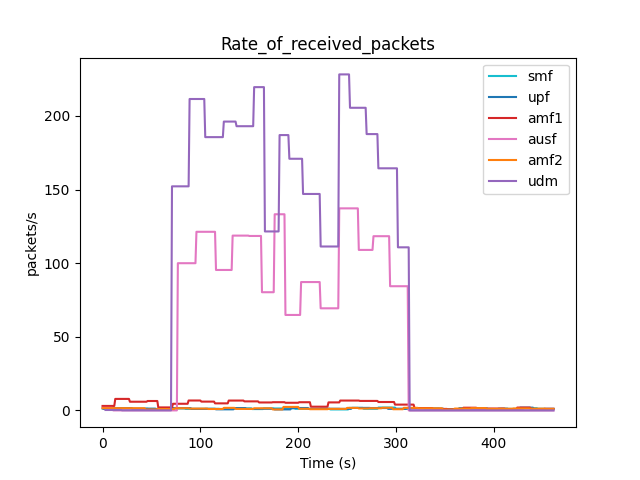 Rate_of_received_packets
smf
upf
amf1
ausf
amf2
udm
packets/s
200
150
100
50
0
0 100 200 300 400
Time (s)